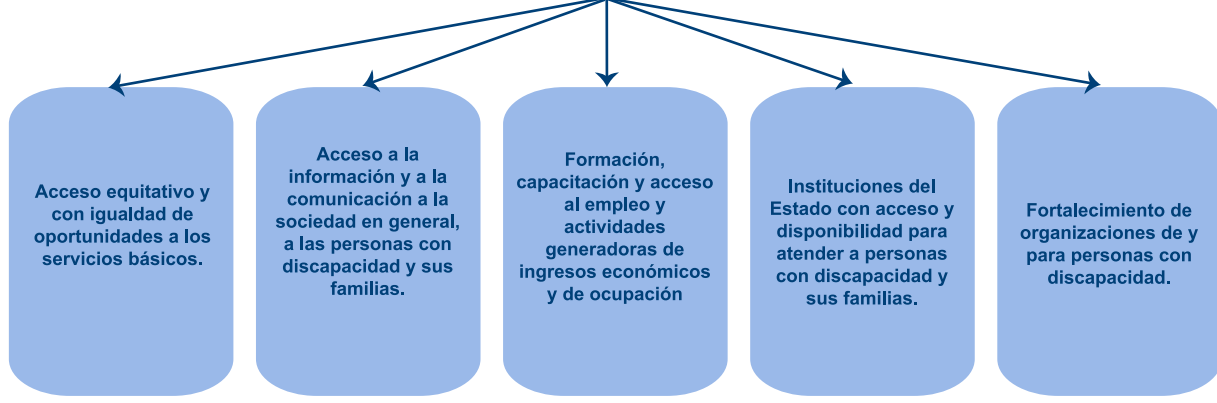 Acceso equitativo y
con igualdad de
oportunidades a los
servicios básicos.
Acceso a la
información y a la
comunicación a la
sociedad en general,
a las personas con
discapacidad y sus
familias.
Formación,
capacitación y acceso
al empleo y
actividades
generadoras de
ingresos económicos
y de ocupación
Instituciones del
Estado con acceso y
disponibilidad para
atender a personas
con discapacidad y
sus familias.
Fortalecimiento de
organizaciones de y
para personas con
discapacidad.